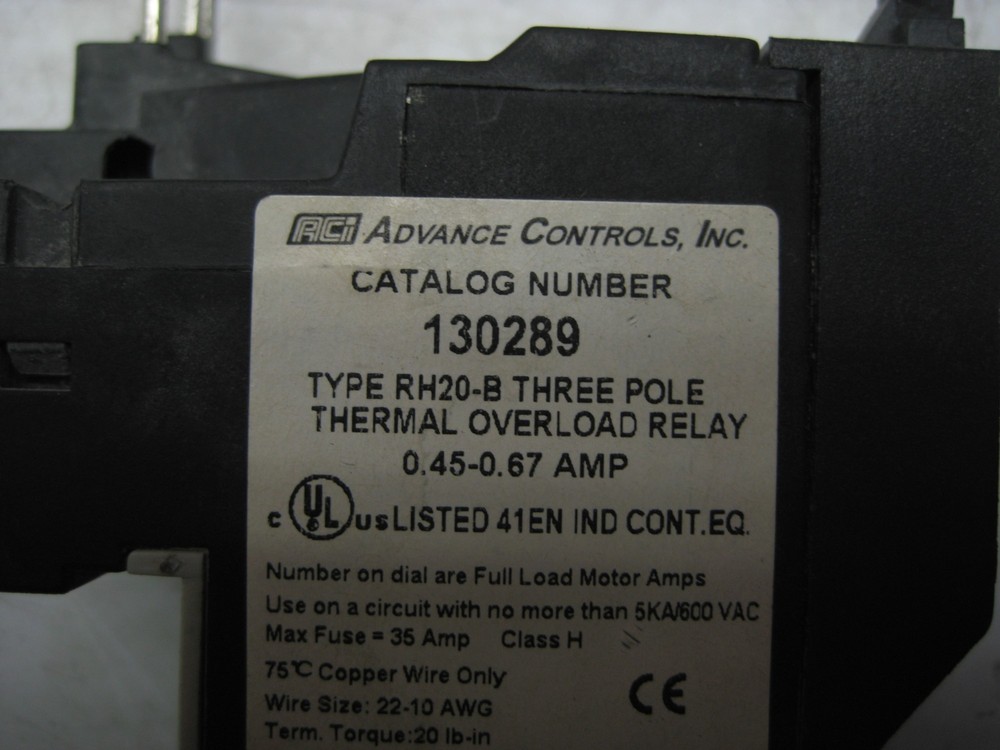 ACI ADVANCE CONTROLS, INC.
CATALOG NUMBER
130289
TYPE RH20-B THREE POLE
THERMAL OVERLOAD RELAY
0.45-0.67 AMP
c UL us LISTED 41EN IND CONT.EQ.
Number on dial are Full Load Motor Amps
Use on a circuit with no more than 5KA/600 VAC
Max Fuse = 35 Amp Class H
75℃ Copper Wire Only
Wire Size: 22-10 AWG CE
Term. Torque:20 lb-in